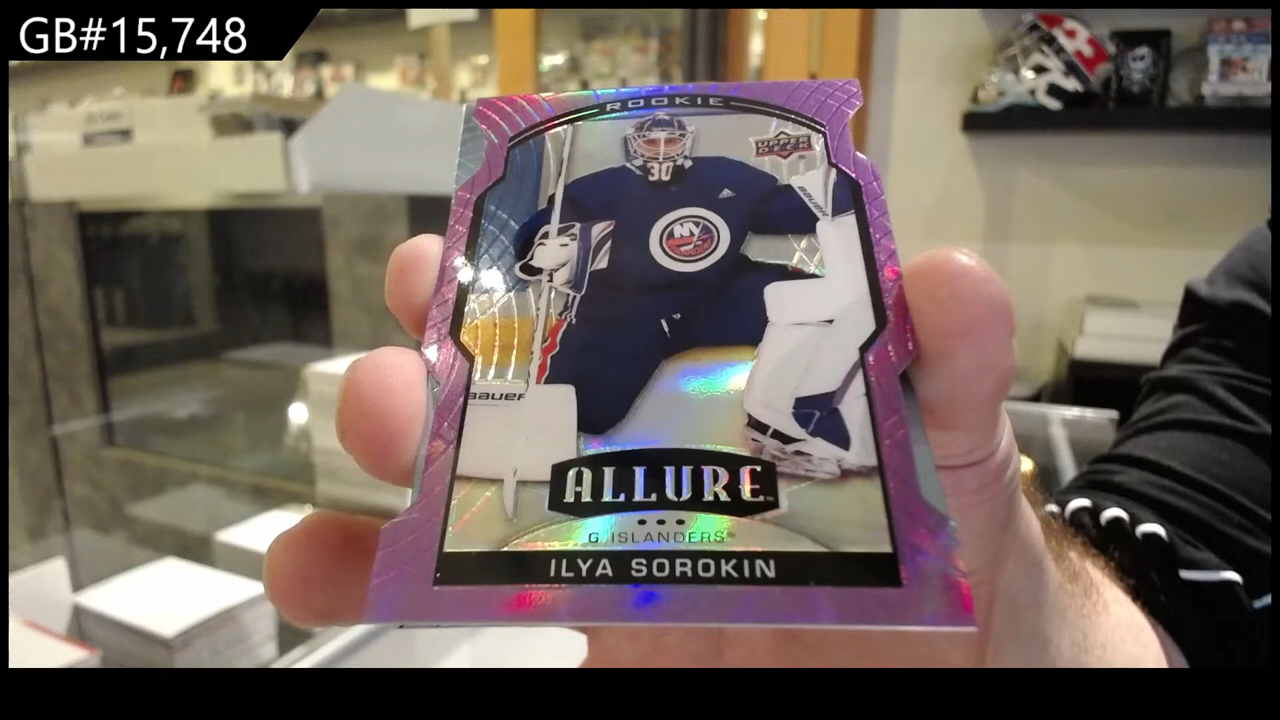 GB#15,748
ROOKIE
UPPER
DECK
30
BAUER
NY
BAUER
ALLURE
G, ISLANDERS®
ILYA SOROKIN